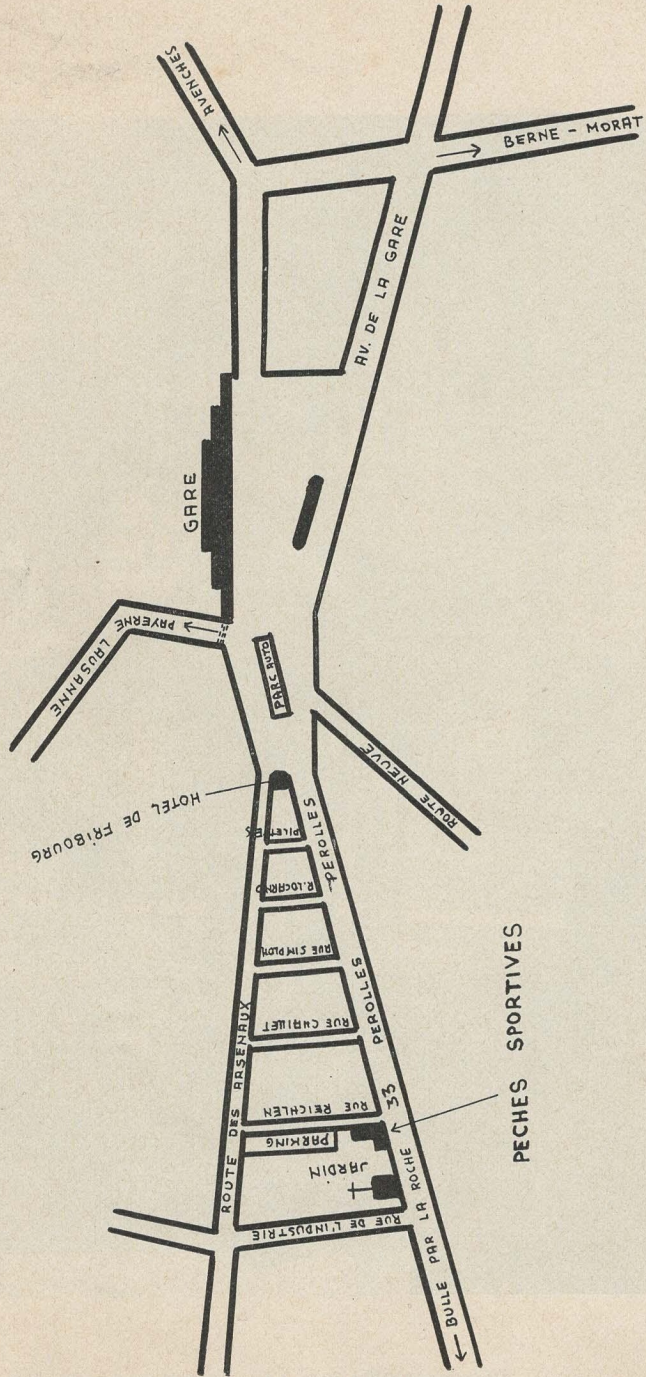 AVENCHES
BERNE - MORAT
AV. DE LA GARE
GARE
PAYERNE LAUSANNE
PARC AUTO
ROUTE NEUVE
HOTEL DE FRIBOURG
PILETTES
PEROLLES
R.LOCARNO
RUE SIMPLON
PEROLLES
RUE CHAILLET
ROUTE DES ARSENAUX
RUE REICHLEN
33
PECHES SPORTIVES
PARKING
JARDIN
RUE DE L'INDUSTRIE
BULLE PAR LA ROCHE